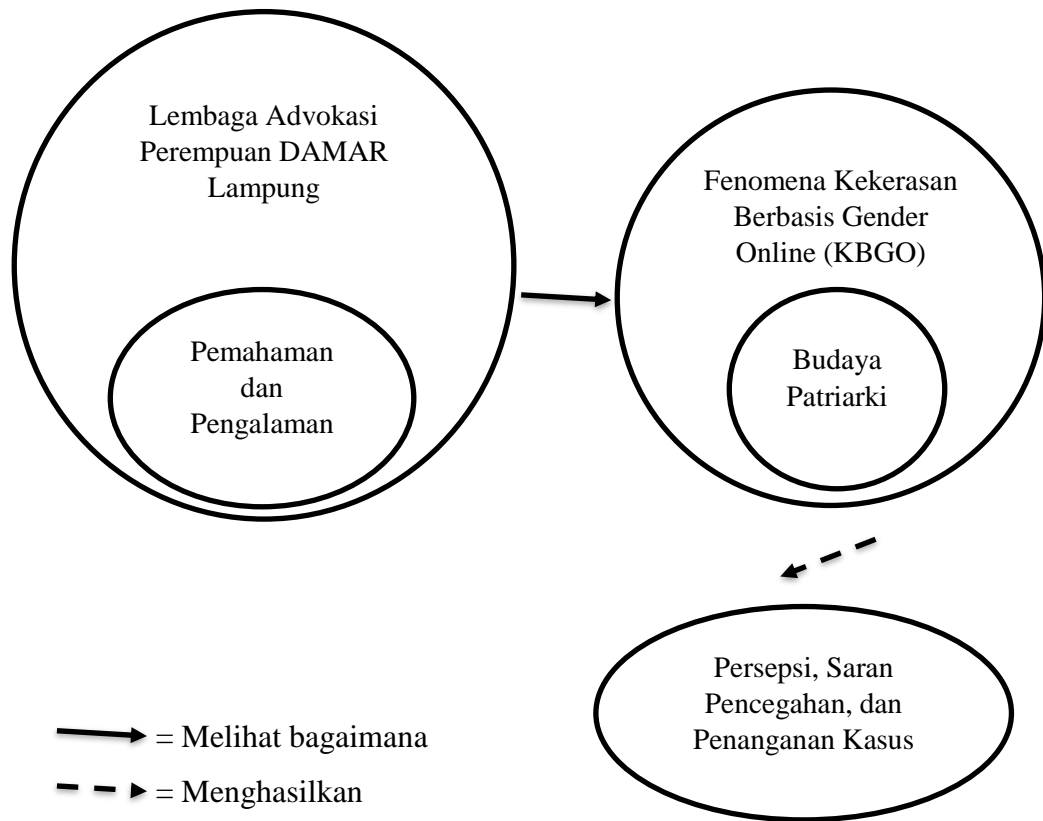 Lembaga Advokasi
Perempuan DAMAR
Lampung
Pemahaman
dan
Pengalaman
Fenomena Kekerasan
Berbasis Gender
Online (KBGO)
Budaya
Patriarki
Persepsi, Saran
Pencegahan, dan
Penanganan Kasus
= Melihat bagaimana
= Menghasilkan